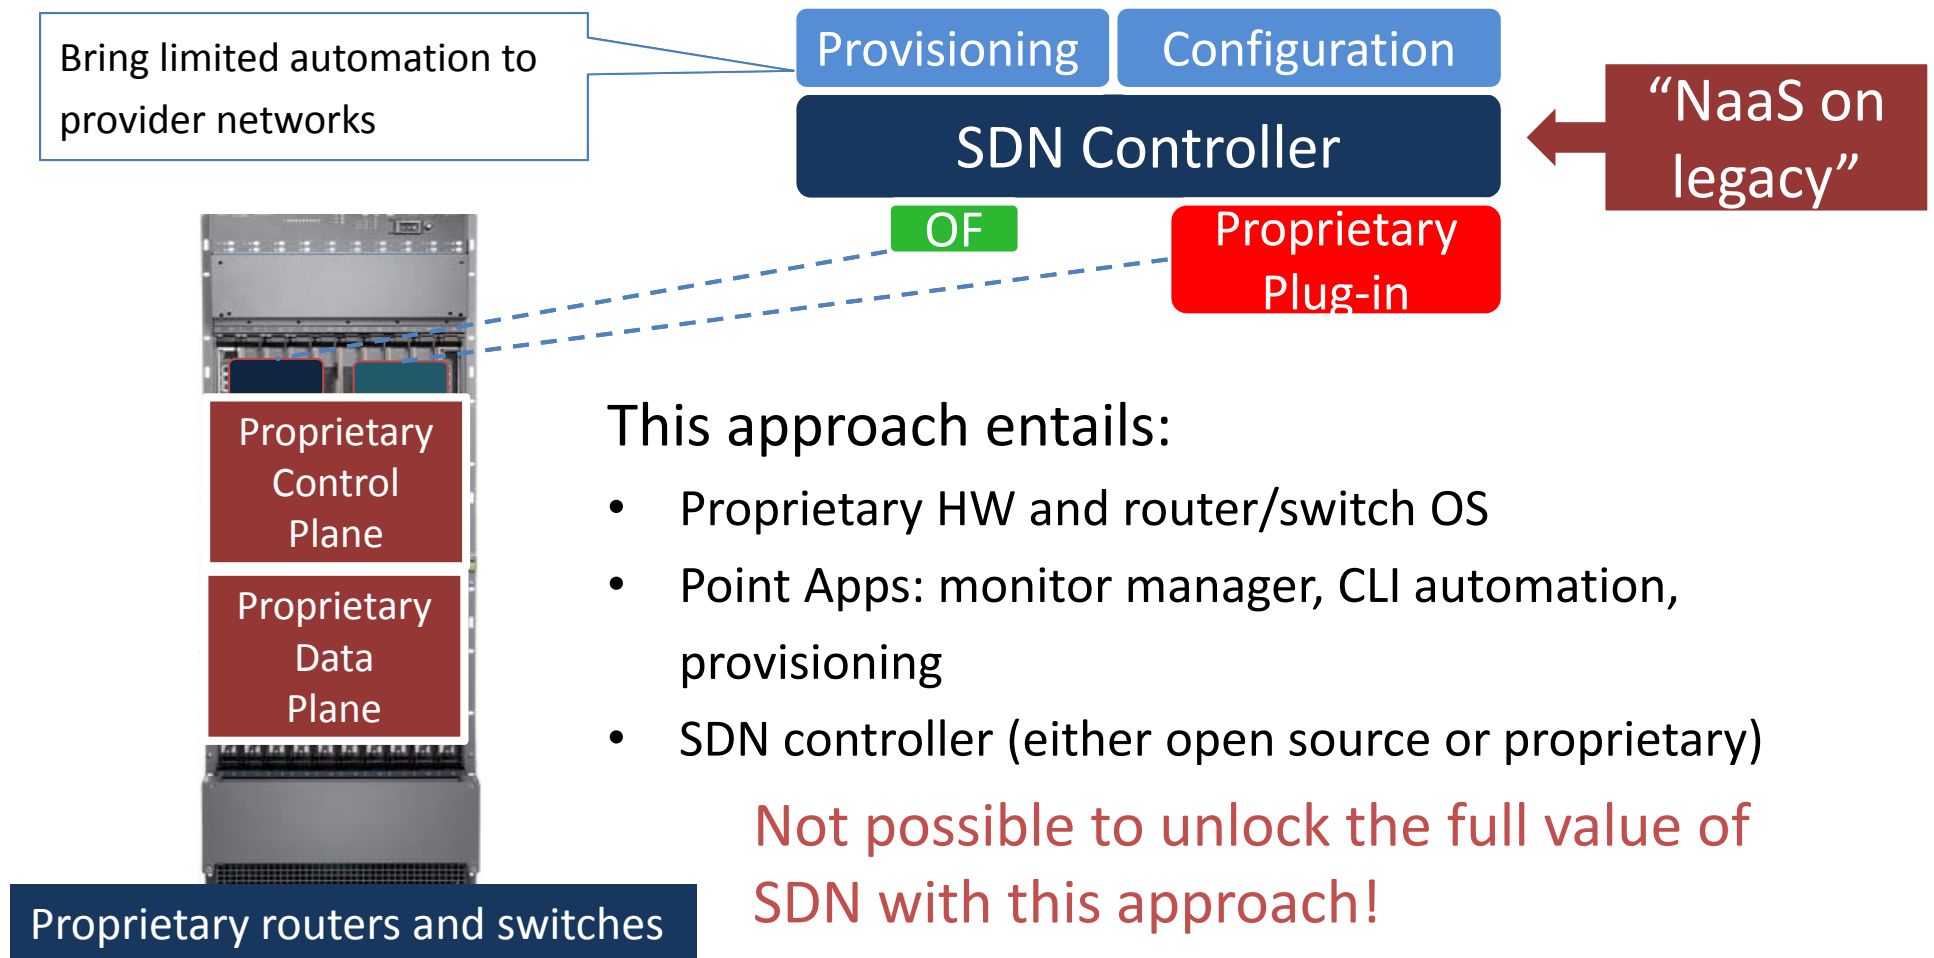 Bring limited automation to
provider networks
Provisioning
Configuration
SDN Controller
“NaaS on
legacy”
OF
Proprietary
Plug-in
Proprietary
Control
Plane
Proprietary
Data
Plane
Proprietary routers and switches
This approach entails:
• Proprietary HW and router/switch OS
• Point Apps: monitor manager, CLI automation,
provisioning
• SDN controller (either open source or proprietary)
Not possible to unlock the full value of
SDN with this approach!